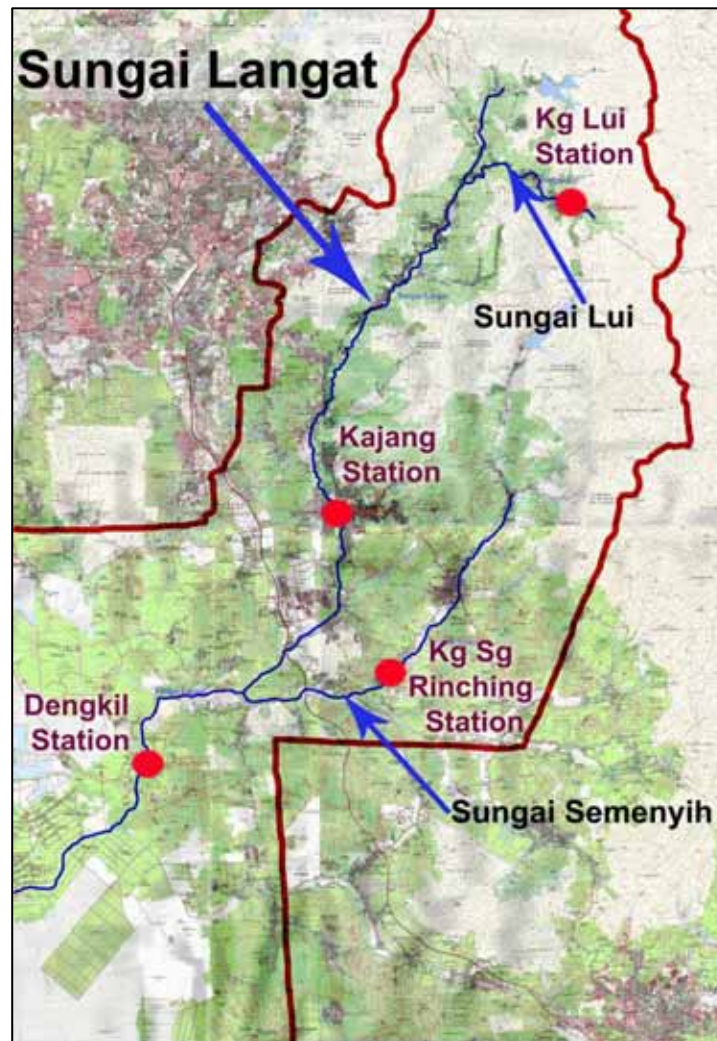 Sungai Langat
Kg Lui
Station
Sungai Lui
Kajang
Station
Kg Sg
Rinching
Station
Dengkil
Station
Sungai Semenyih